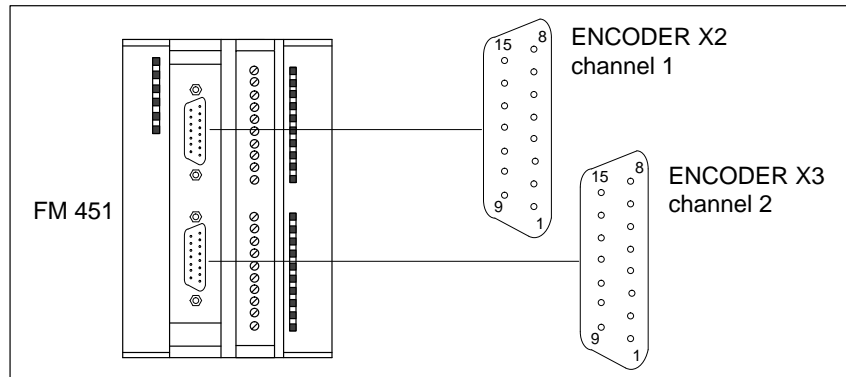 ENCODER X2
channel 1
15
8
9
1
ENCODER X3
channel 2
15
8
9
1
FM 451